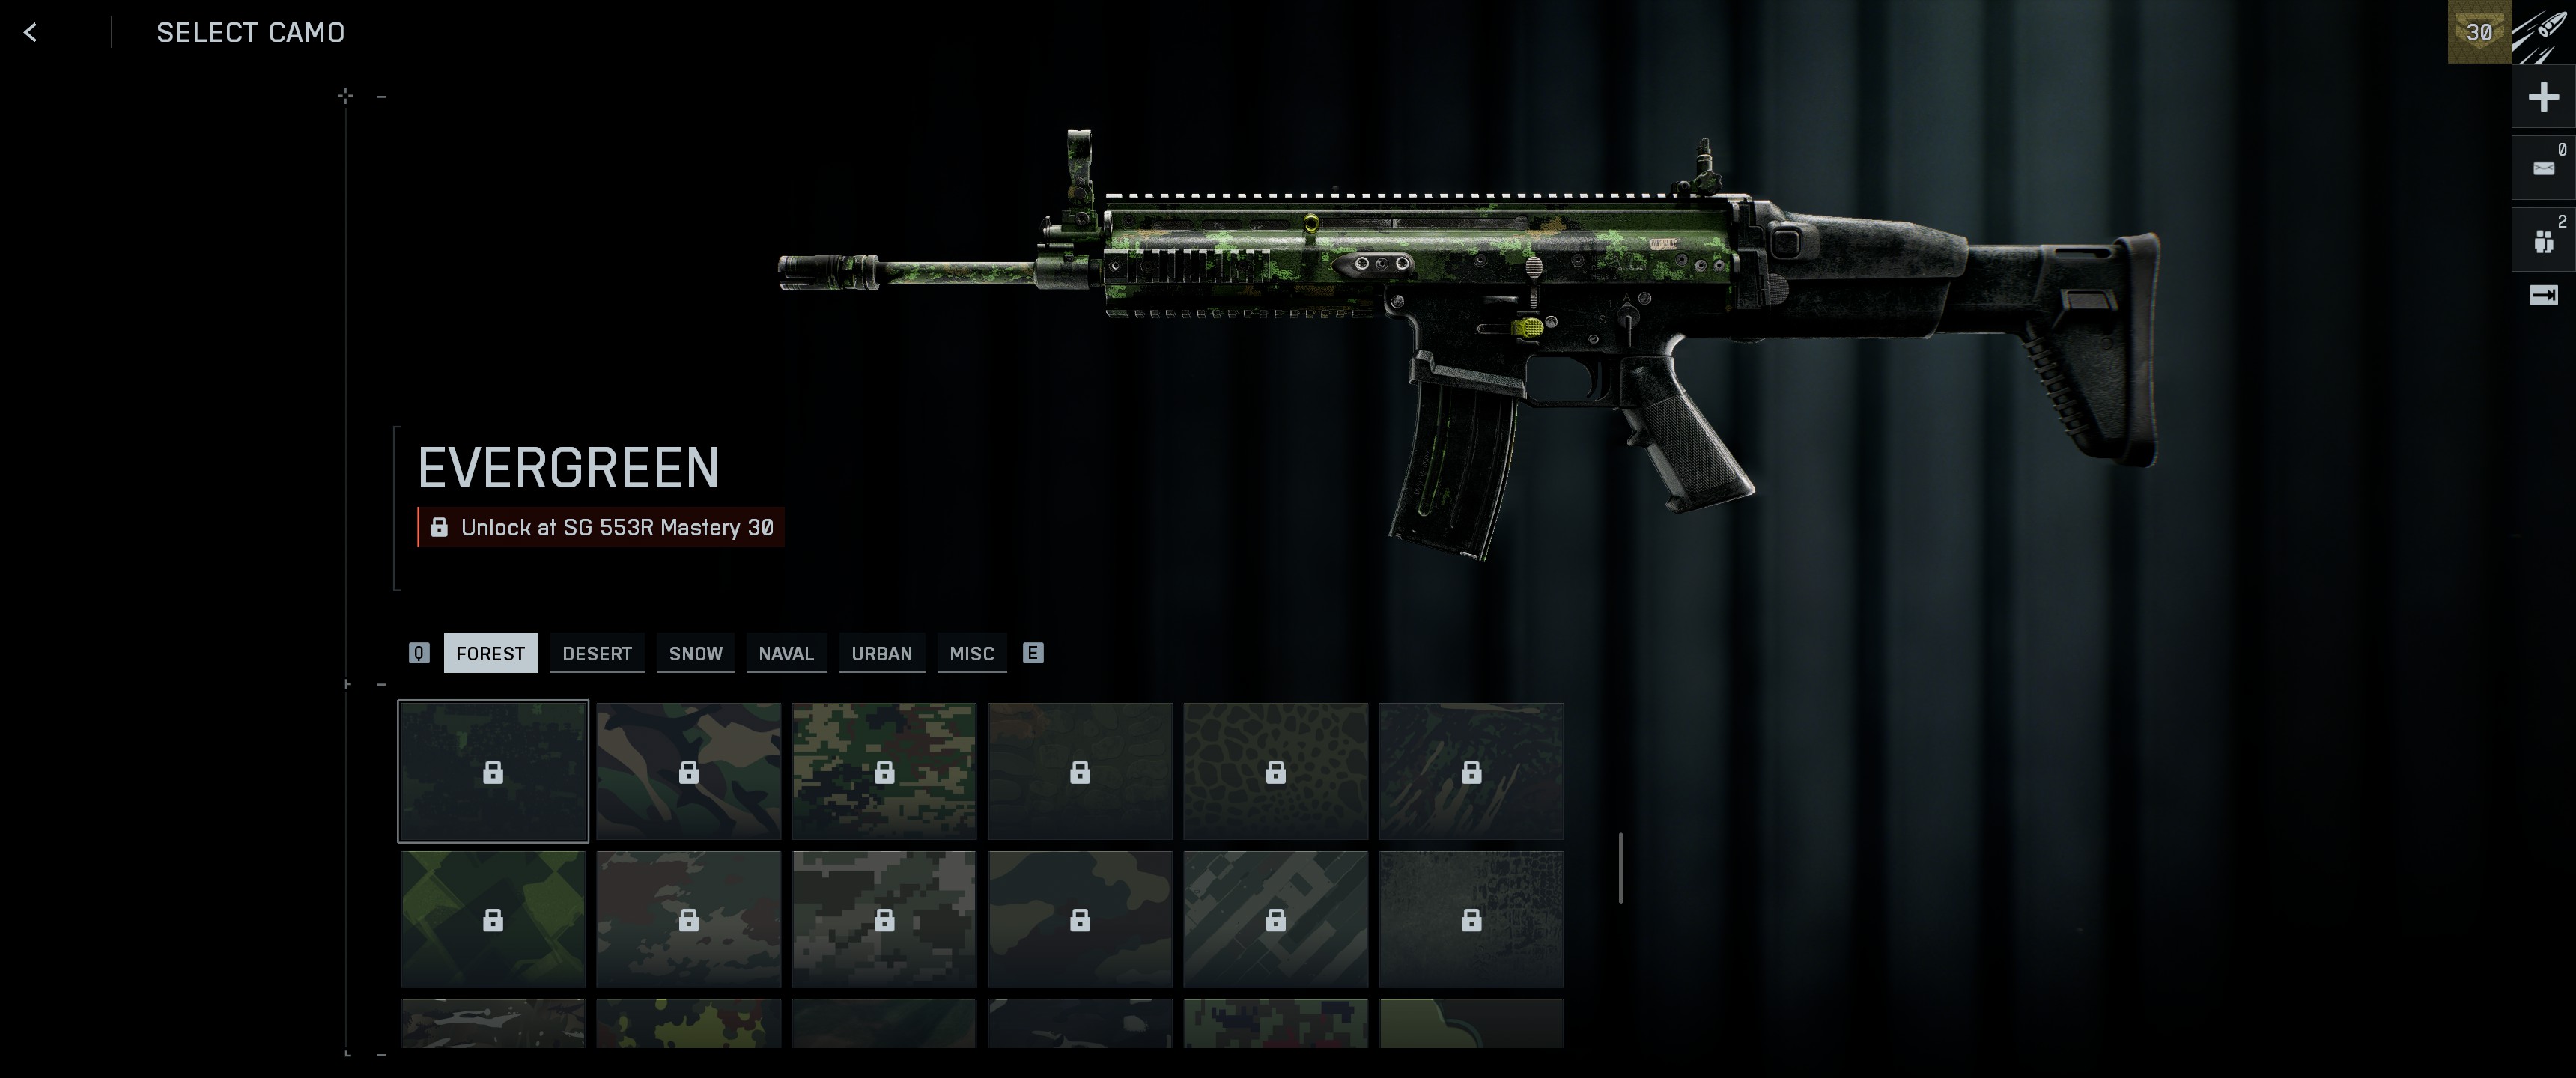 SELECT CAMO
30
0
2
EVERGREEN
Unlock at SG 553R Mastery 30
Q FOREST DESERT SNOW NAVAL URBAN MISC E